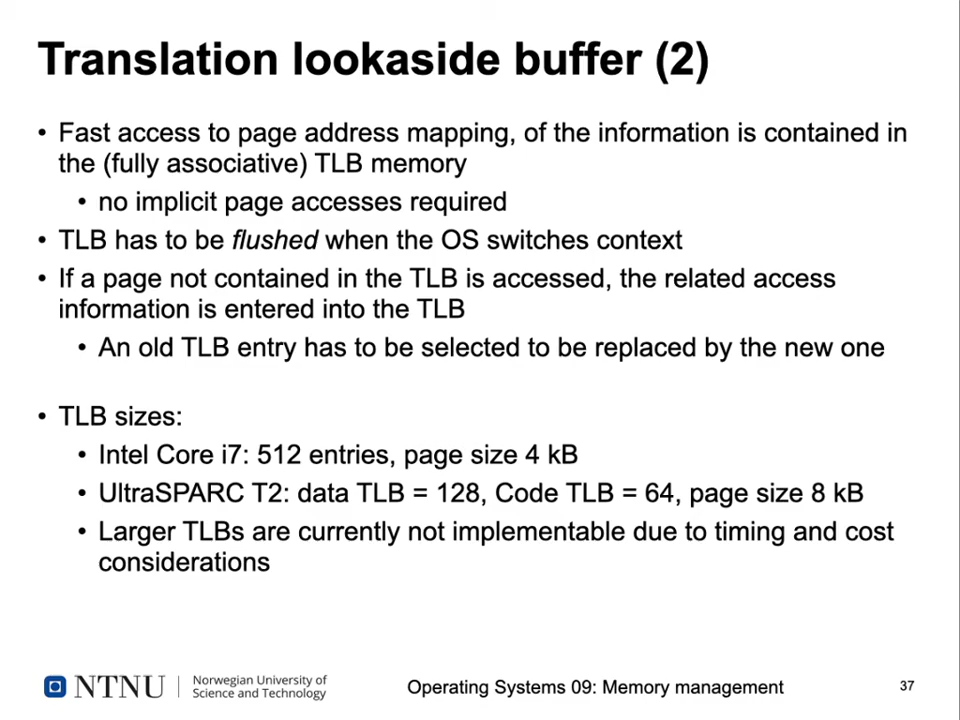 Translation lookaside buffer (2)
• Fast access to page address mapping, of the information is contained in
the (fully associative) TLB memory
• no implicit page accesses required
• TLB has to be flushed when the OS switches context
• If a page not contained in the TLB is accessed, the related access
information is entered into the TLB
• An old TLB entry has to be selected to be replaced by the new one
• TLB sizes:
• Intel Core i7: 512 entries, page size 4 kB
• UltraSPARC T2: data TLB = 128, Code TLB = 64, page size 8 kB
• Larger TLBs are currently not implementable due to timing and cost
considerations
NTNU
Norwegian University of
Science and Technology
Operating Systems 09: Memory management
37